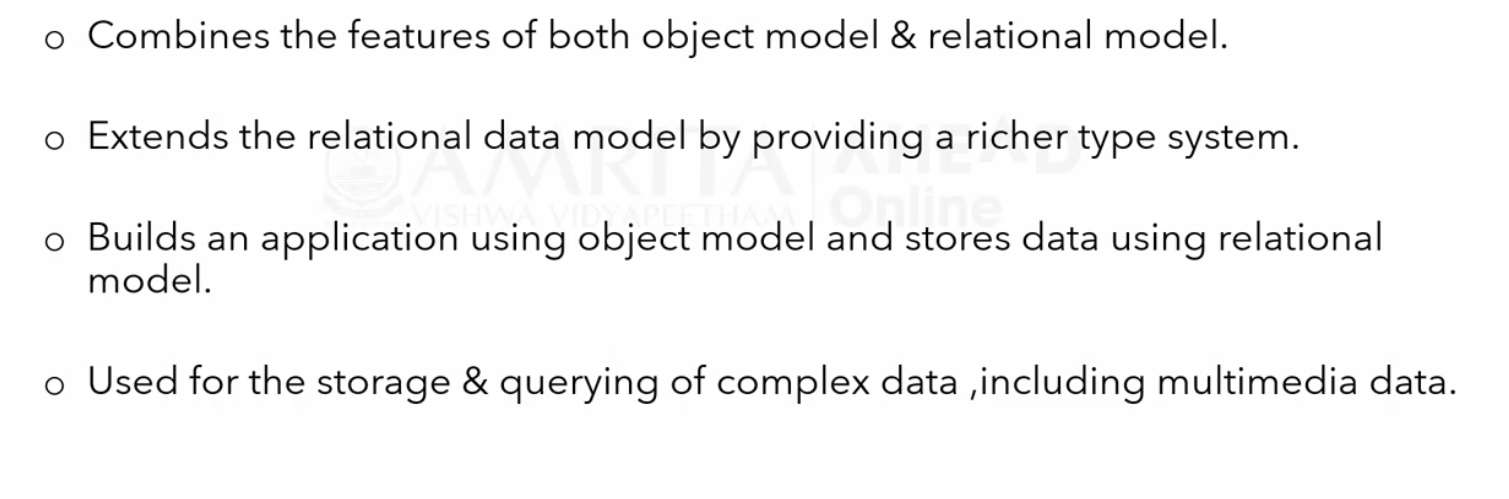 o Combines the features of both object model & relational model.
o Extends the relational data model by providing a richer type system.
AMRITA AHEAD
VISHWA VIDYAPEETHAM Online
o Builds an application using object model and stores data using relational
model.
o Used for the storage & querying of complex data ,including multimedia data.